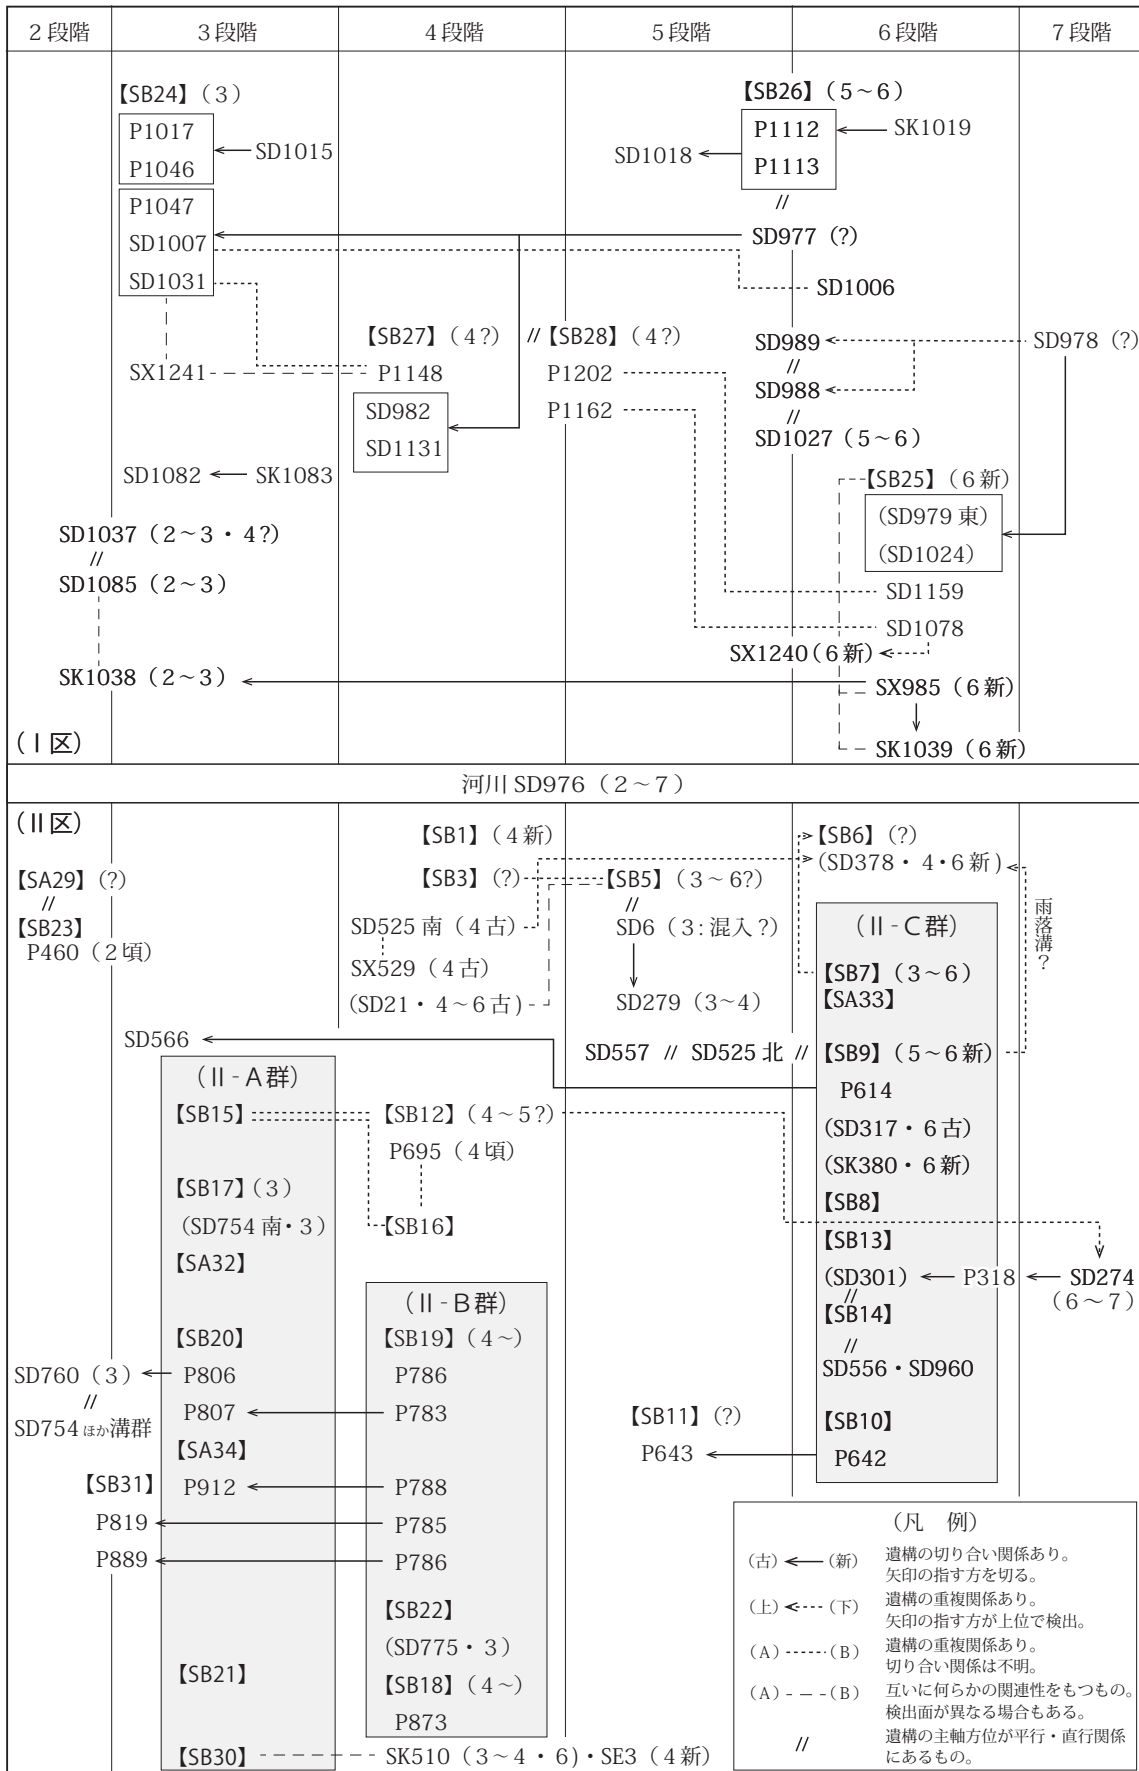 2段階 3段階 4段階 5段階 6段階 7段階
【SB24】(3)
P1017
P1046
SD1015
P1047
SD1007
SD1031
SX1241
SD1082 SK1083
SD1037(2~3・4?)
//
SD1085(2~3)
SK1038(2~3)
【SB27】(4?) // 【SB28】(4?)
P1148
SD982
SD1131
P1202
P1162
【SB26】(5~6)
P1112
P1113
SK1019
SD1018
//
SD977(?)
SD1006
SD989
//
SD988
//
SD1027(5~6)
SD978(?)
【SB25】(6新)
(SD979東)
(SD1024)
SD1159
SD1078
SX1240(6新)
SX985(6新)
SK1039(6新)
(Ⅰ区)
河川SD976(2~7)
(Ⅱ区)
【SA29】(?)
//
【SB23】
P460(2頃)
SD566
(Ⅱ-A群)
【SB15】
【SB17】(3)
(SD754南・3)
【SA32】
【SB20】
SD760(3)
P806
//
SD754ほか溝群
P807
【SA34】
【SB31】
P912
P819
P889
【SB21】
【SB30】
【SB1】(4新)
【SB3】(?)
SD525南(4古)
SX529(4古)
(SD21・4~6古)
【SB12】(4~5?)
P695(4頃)
【SB16】
(Ⅱ-B群)
【SB19】(4~)
P786
P783
P788
P785
P786
【SB22】
(SD775・3)
【SB18】(4~)
P873
SK510(3~4・6)・SE3(4新)
【SB5】(3~6?)
//
SD6(3:混入?)
SD279(3~4)
SD557 // SD525北 //
【SB11】(?)
P643
【SB6】(?)
(SD378・4・6新)
雨落溝?
(Ⅱ-C群)
【SB7】(3~6)
【SA33】
【SB9】(5~6新)
P614
(SD317・6古)
(SK380・6新)
【SB8】
【SB13】
(SD301) P318 SD274
(6~7)
//
【SB14】
//
SD556・SD960
【SB10】
P642
(凡 例)
(古) (新) 遺構の切り合い関係あり。
矢印の指す方を切る。
(上) (下) 遺構の重複関係あり。
矢印の指す方が上位で検出。
(A) (B) 遺構の重複関係あり。
切り合い関係は不明。
(A) (B) 互いに何らかの関連性をもつもの。
検出面が異なる場合もある。
// 遺構の主軸方位が平行・直行関係
にあるもの。